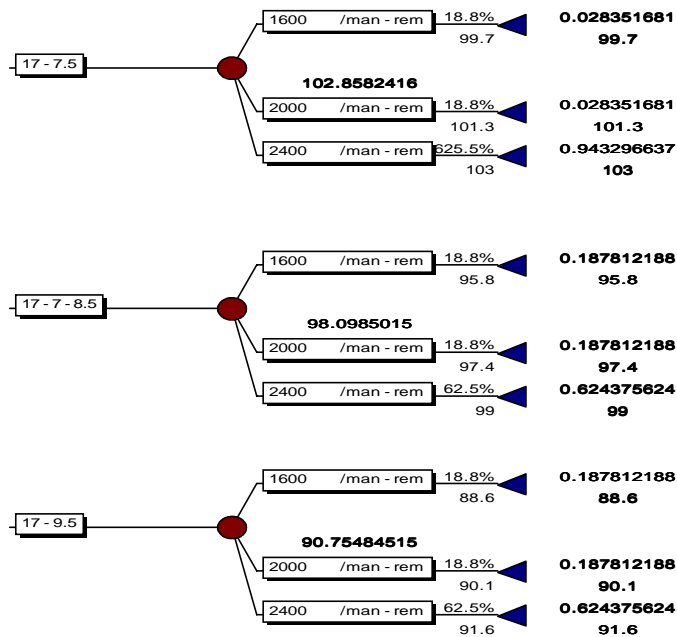 1600 /man - rem 18.8% 0.028351681
99.7 99.7
17 - 7.5
102.8582416
2000 /man - rem 18.8% 0.028351681
101.3 101.3
2400 /man - rem 625.5% 0.943296637
103 103
1600 /man - rem 18.8% 0.187812188
95.8 95.8
17 - 7 - 8.5
98.0985015
2000 /man - rem 18.8% 0.187812188
97.4 97.4
2400 /man - rem 62.5% 0.624375624
99 99
1600 /man - rem 18.8% 0.187812188
88.6 88.6
17 - 9.5
90.75484515
2000 /man - rem 18.8% 0.187812188
90.1 90.1
2400 /man - rem 62.5% 0.624375624
91.6 91.6